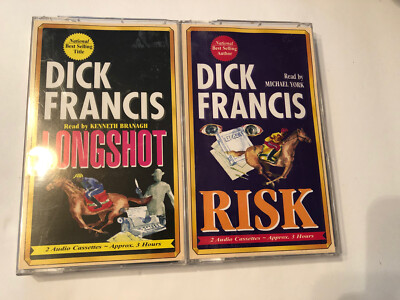 National
Best Selling
Title
DICK
FRANCIS
Read by KENNETH BRANAGH
LONGSHOT
2 Audio Cassettes ~ Approx. 3 Hours
National
Best Selling
Author
DICK
Read by
MICHAEL YORK
FRANCIS
RISK
2 Audio Cassettes ~ Approx. 3 Hours